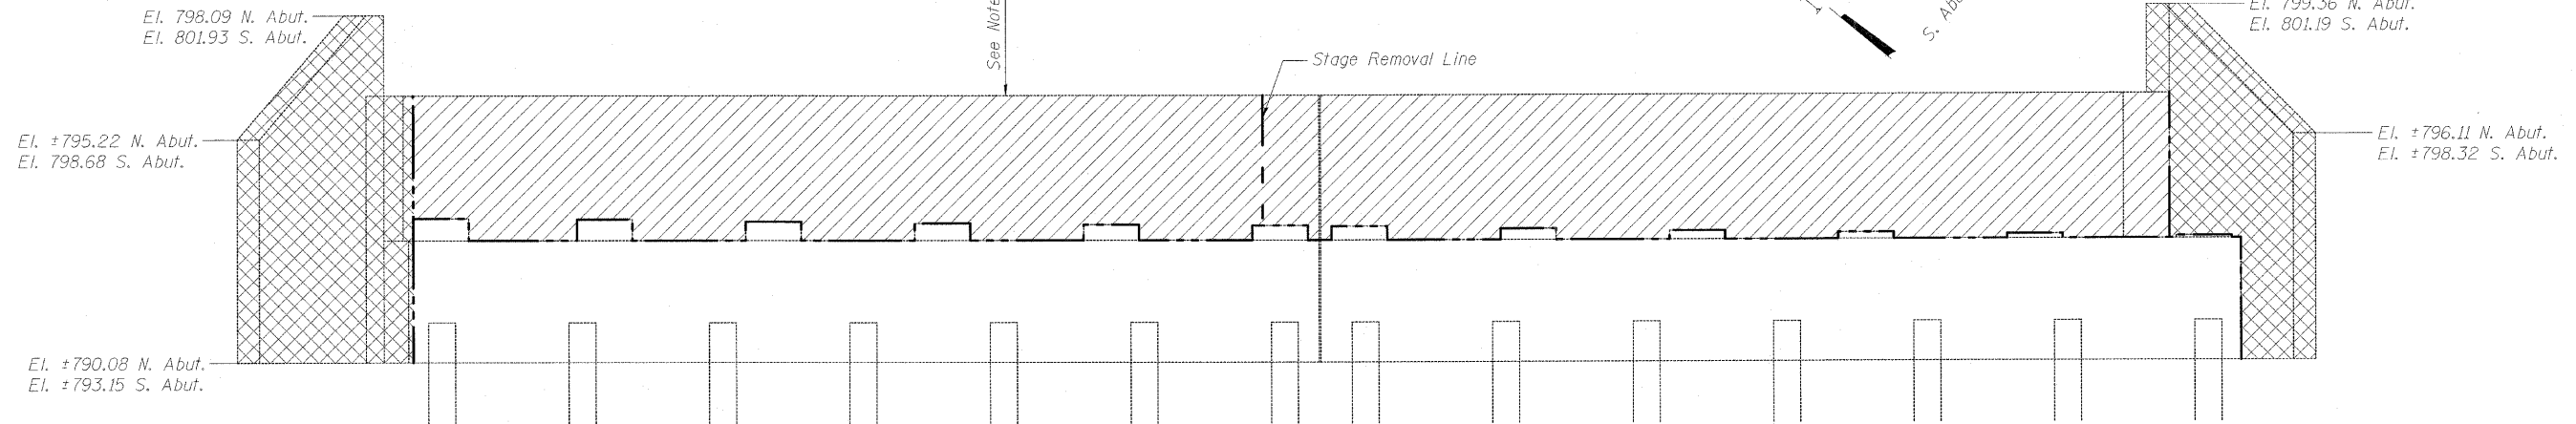 El. 798.09 N. Abut.
El. 801.93 S. Abut.
See Note
S. Abu
El. 799.36 N. Abut.
El. 801.19 S. Abut.
Stage Removal Line
El. ±795.22 N. Abut.
El. 798.68 S. Abut.
El. ±796.11 N. Abut.
El. ±798.32 S. Abut.
El. ±790.08 N. Abut.
El. ±793.15 S. Abut.